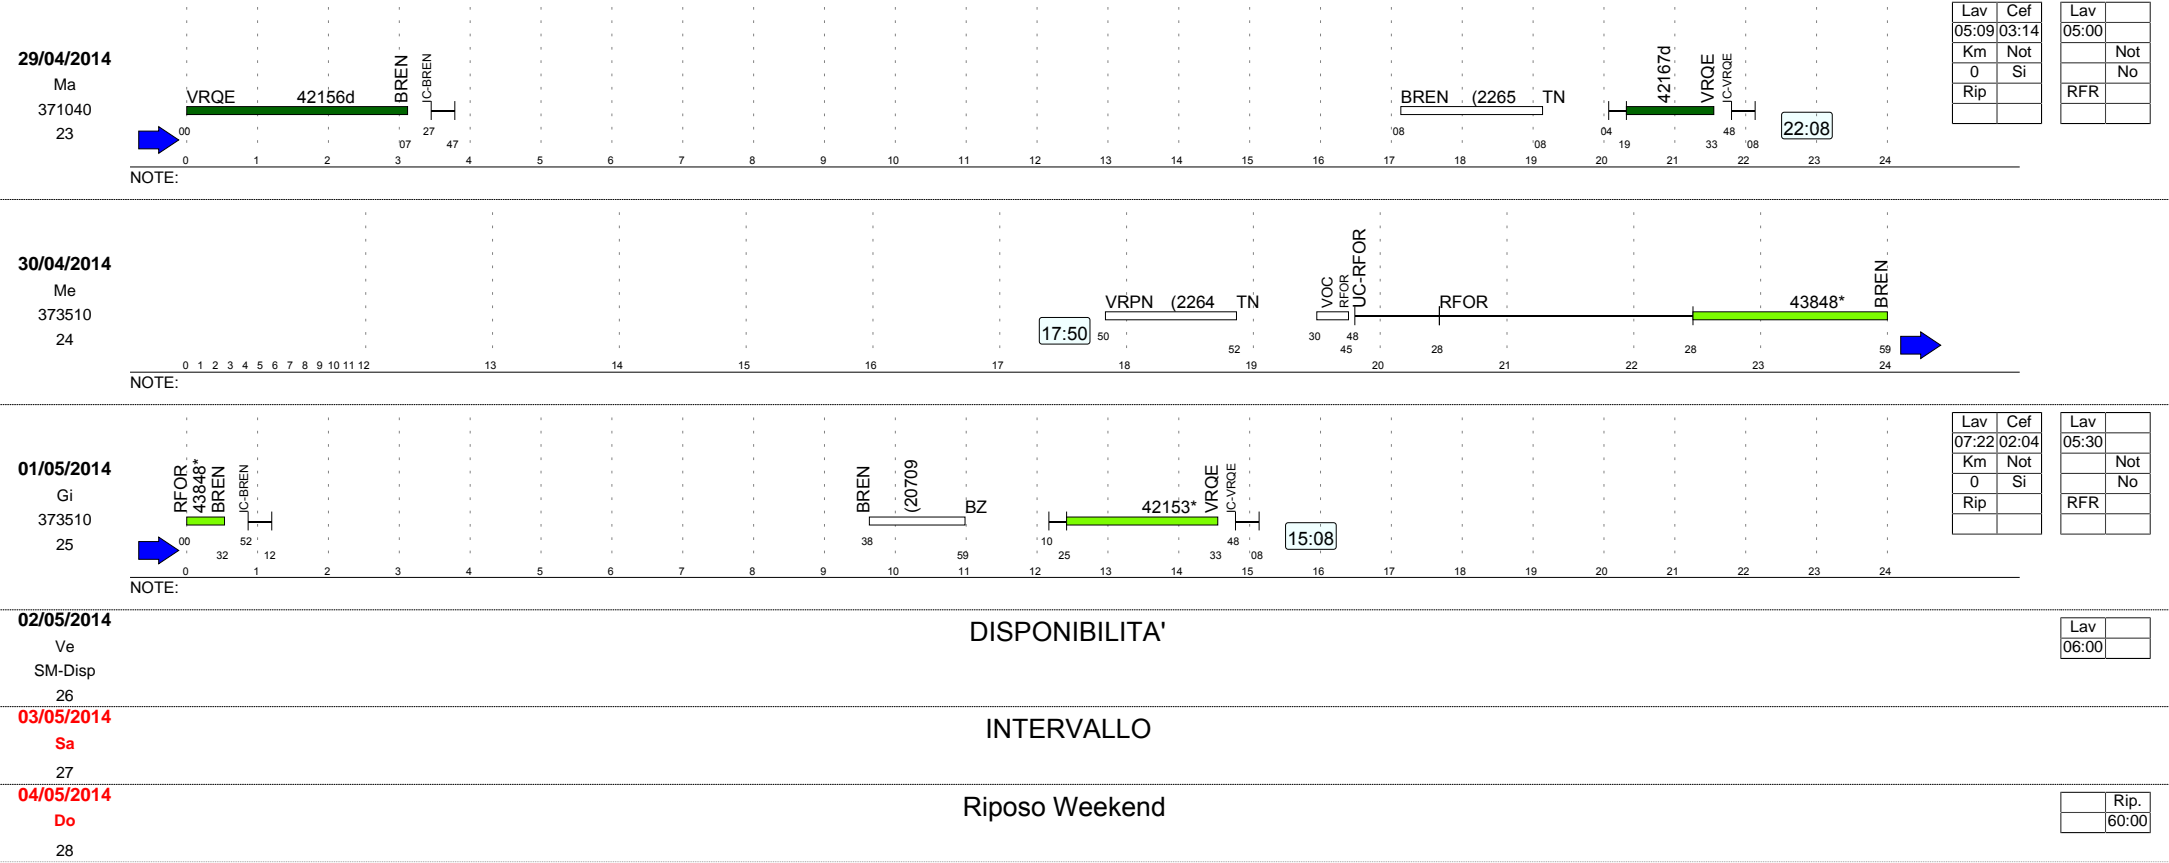 29/04/2014
Ma
371040
23
VRQE 42156d BREN IC-BREN
BREN (2265 TN
42167d VRQE IC-VRQE
00 '07 27 47 '08 '08 04 19 33 48 '08
22:08
0 1 2 3 4 5 6 7 8 9 10 11 12 13 14 15 16 17 18 19 20 21 22 23 24
NOTE:
Lav Cef
05:09 03:14
Km Not
0 Si
Rip
Lav
05:00
Not
No
RFR
30/04/2014
Me
373510
24
17:50
VRPN (2264 TN
VOC RFOR UC-RFOR RFOR 43848* BREN
50 52 30 45 48 28 28 59
0 1 2 3 4 5 6 7 8 9 10 11 12 13 14 15 16 17 18 19 20 21 22 23 24
NOTE:
01/05/2014
Gi
373510
25
RFOR 43848* BREN IC-BREN
BREN (20709 BZ
42153* VRQE IC-VRQE
00 32 52 12 38 59 10 25 33 48 '08
15:08
0 1 2 3 4 5 6 7 8 9 10 11 12 13 14 15 16 17 18 19 20 21 22 23 24
NOTE:
Lav Cef
07:22 02:04
Km Not
0 Si
Rip
Lav
05:30
Not
No
RFR
02/05/2014
Ve
SM-Disp
26
DISPONIBILITA'
Lav
06:00
03/05/2014
Sa
27
INTERVALLO
04/05/2014
Do
28
Riposo Weekend
Rip.
60:00